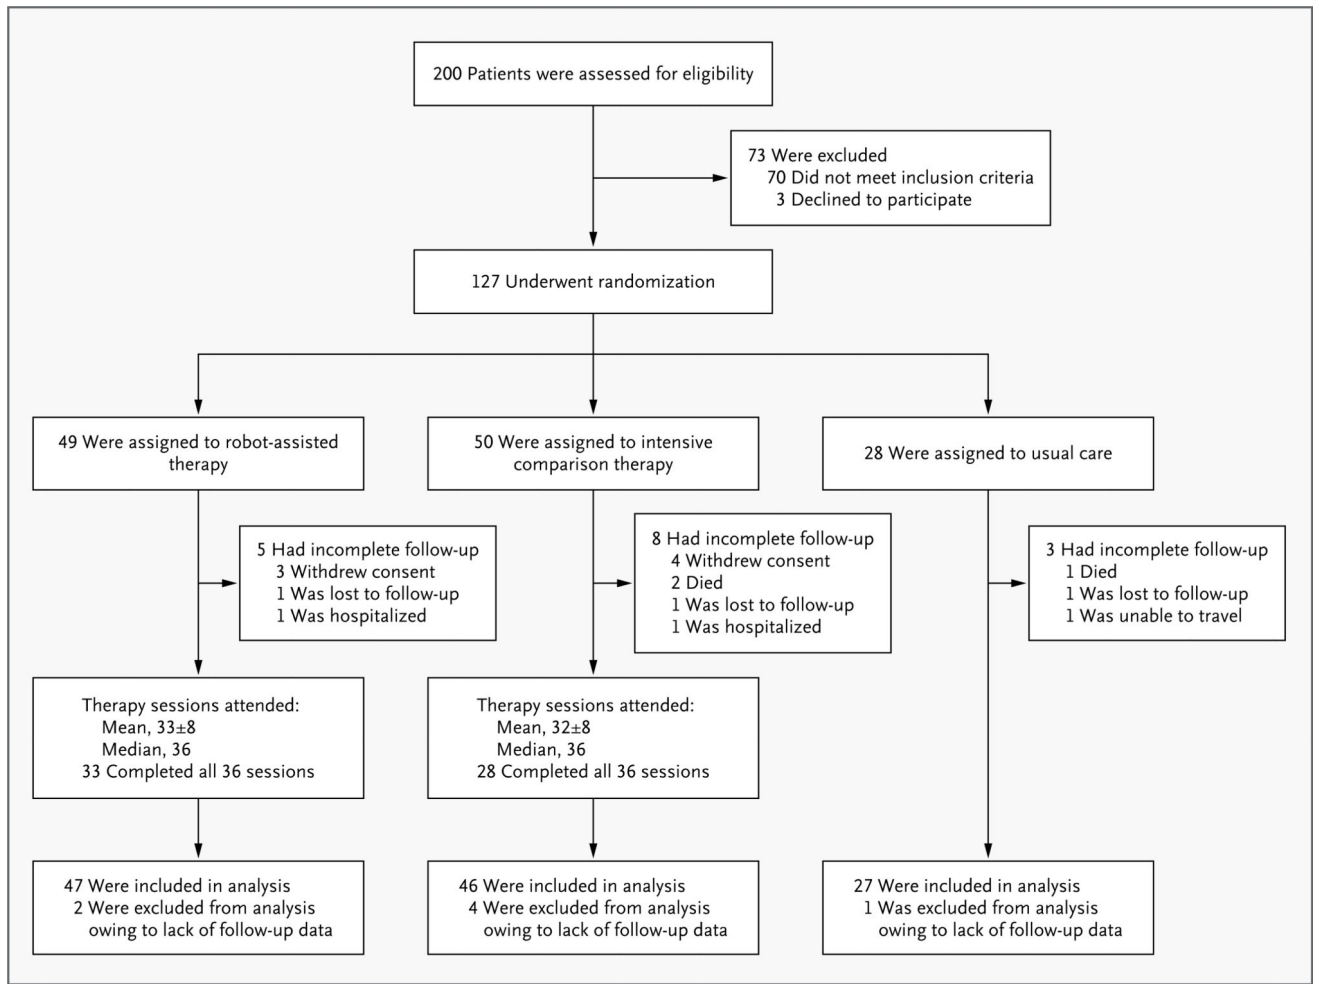 200 Patients were assessed for eligibility
73 Were excluded
70 Did not meet inclusion criteria
3 Declined to participate
127 Underwent randomization
49 Were assigned to robot-assisted
therapy
50 Were assigned to intensive
comparison therapy
28 Were assigned to usual care
5 Had incomplete follow-up
3 Withdrew consent
1 Was lost to follow-up
1 Was hospitalized
8 Had incomplete follow-up
4 Withdrew consent
2 Died
1 Was lost to follow-up
1 Was hospitalized
3 Had incomplete follow-up
1 Died
1 Was lost to follow-up
1 Was unable to travel
Therapy sessions attended:
Mean, 33±8
Median, 36
33 Completed all 36 sessions
Therapy sessions attended:
Mean, 32±8
Median, 36
28 Completed all 36 sessions
47 Were included in analysis
2 Were excluded from analysis
owing to lack of follow-up data
46 Were included in analysis
4 Were excluded from analysis
owing to lack of follow-up data
27 Were included in analysis
1 Was excluded from analysis
owing to lack of follow-up data